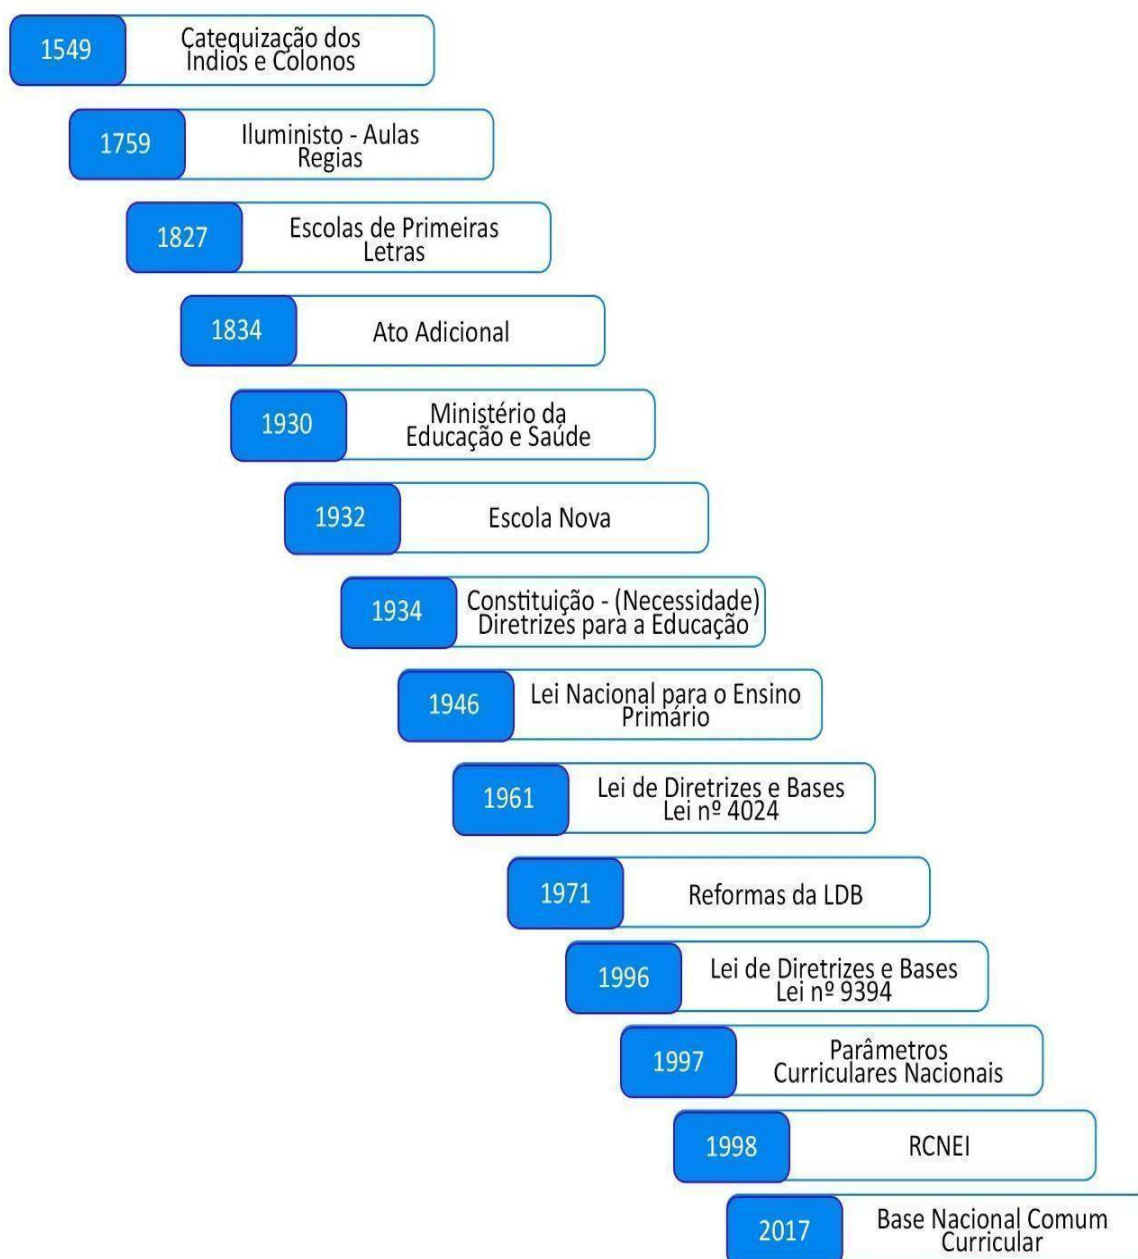 1549
Catequização dos
Índios e Colonos
1759
Iluministo - Aulas
Regias
1827
Escolas de Primeiras
Letras
1834
Ato Adicional
1930
Ministério da
Educação e Saúde
1932
Escola Nova
1934
Constituição - (Necessidade)
Diretrizes para a Educação
1946
Lei Nacional para o Ensino
Primário
1961
Lei de Diretrizes e Bases
Lei nº 4024
1971
Reformas da LDB
1996
Lei de Diretrizes e Bases
Lei nº 9394
1997
Parâmetros
Curriculares Nacionais
1998
RCNEI
2017
Base Nacional Comum
Curricular